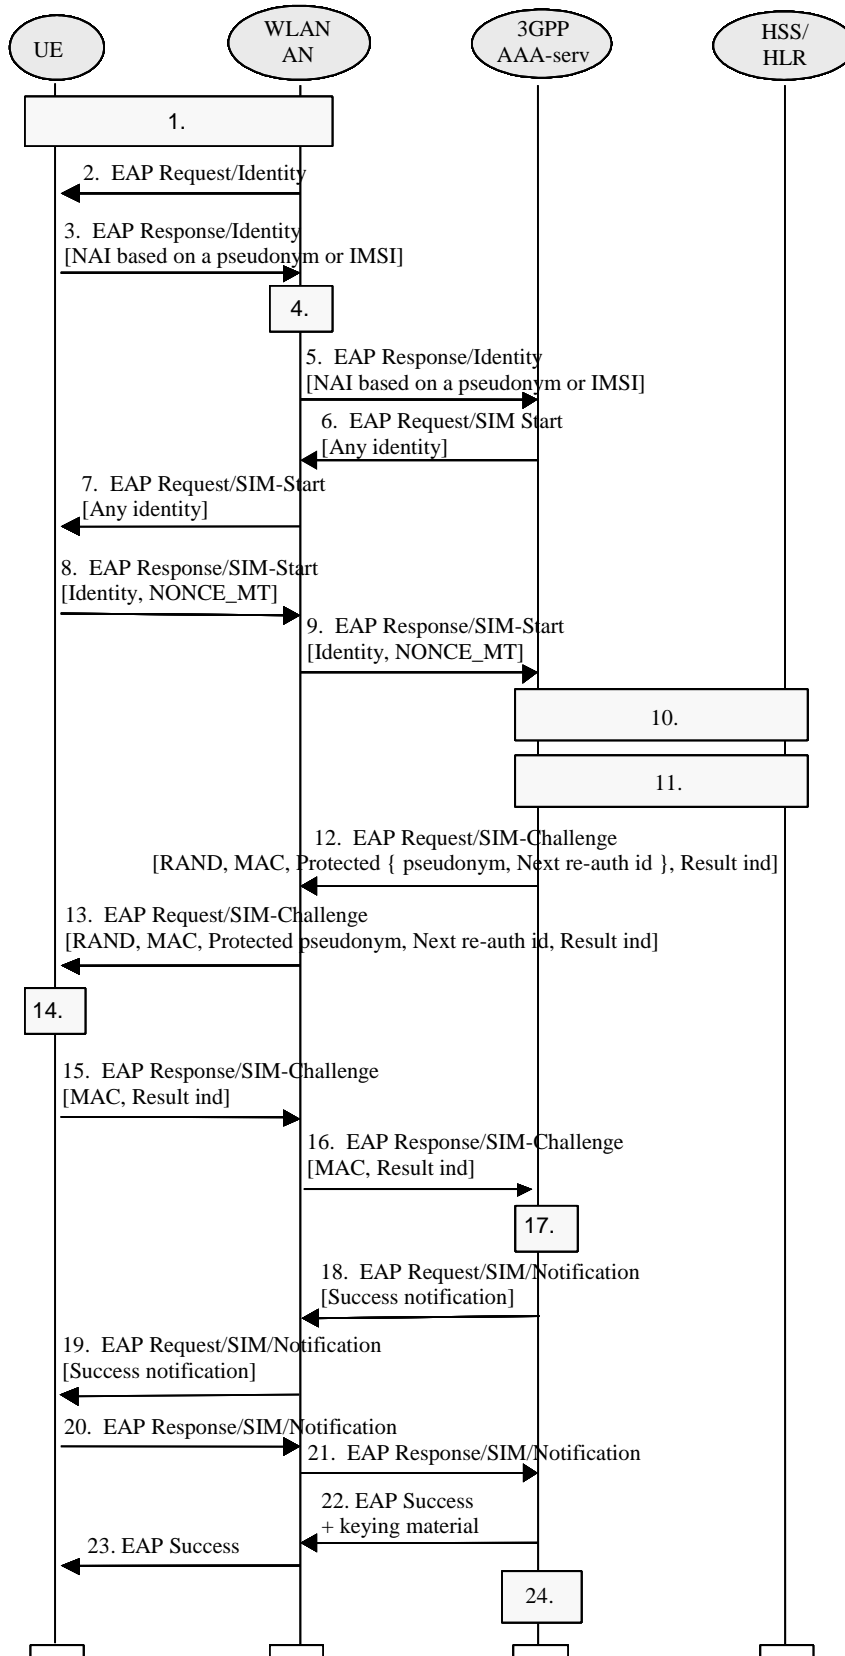 UE
WLAN
AN
3GPP
AAA-serv
HSS/
HLR
1.
2. EAP Request/Identity
3. EAP Response/Identity
[NAI based on a pseudonym or IMSI]
4.
5. EAP Response/Identity
[NAI based on a pseudonym or IMSI]
6. EAP Request/SIM Start
[Any identity]
7. EAP Request/SIM-Start
[Any identity]
8. EAP Response/SIM-Start
[Identity, NONCE_MT]
9. EAP Response/SIM-Start
[Identity, NONCE_MT]
10.
11.
12. EAP Request/SIM-Challenge
[RAND, MAC, Protected { pseudonym, Next re-auth id }, Result ind]
13. EAP Request/SIM-Challenge
[RAND, MAC, Protected pseudonym, Next re-auth id, Result ind]
14.
15. EAP Response/SIM-Challenge
[MAC, Result ind]
16. EAP Response/SIM-Challenge
[MAC, Result ind]
17.
18. EAP Request/SIM/Notification
[Success notification]
19. EAP Request/SIM/Notification
[Success notification]
20. EAP Response/SIM/Notification
21. EAP Response/SIM/Notification
22. EAP Success
+ keying material
23. EAP Success
24.